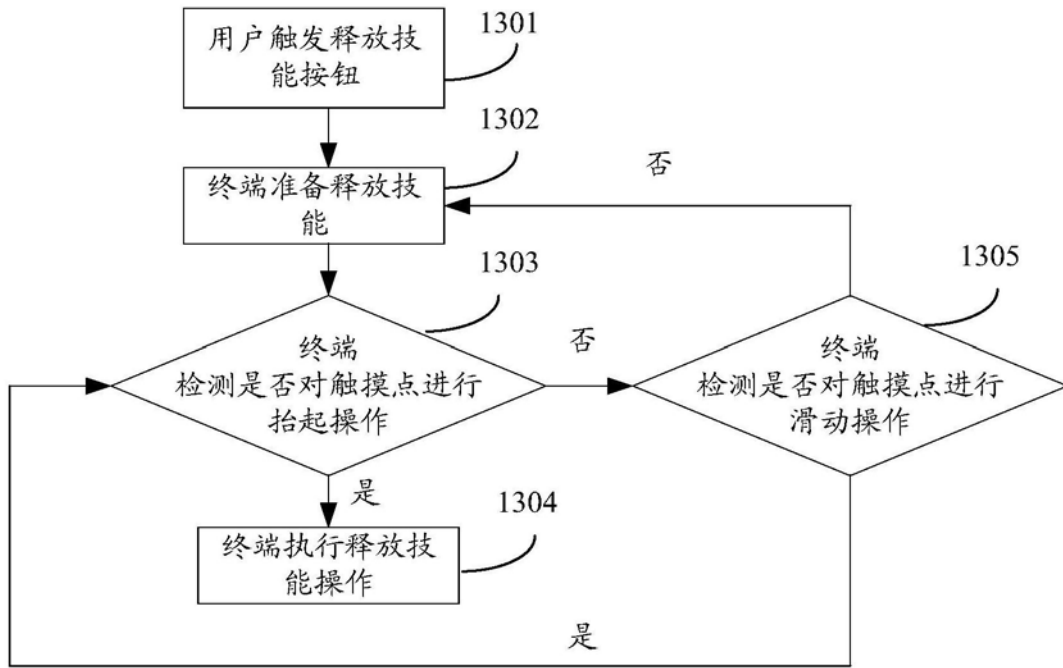 用户触发释放技
能按钮
1301
终端准备释放技
能
1302
否
终端
检测是否对触摸点进行
抬起操作
1303
否
终端
检测是否对触摸点进行
滑动操作
1305
是
终端执行释放技
能操作
1304
是